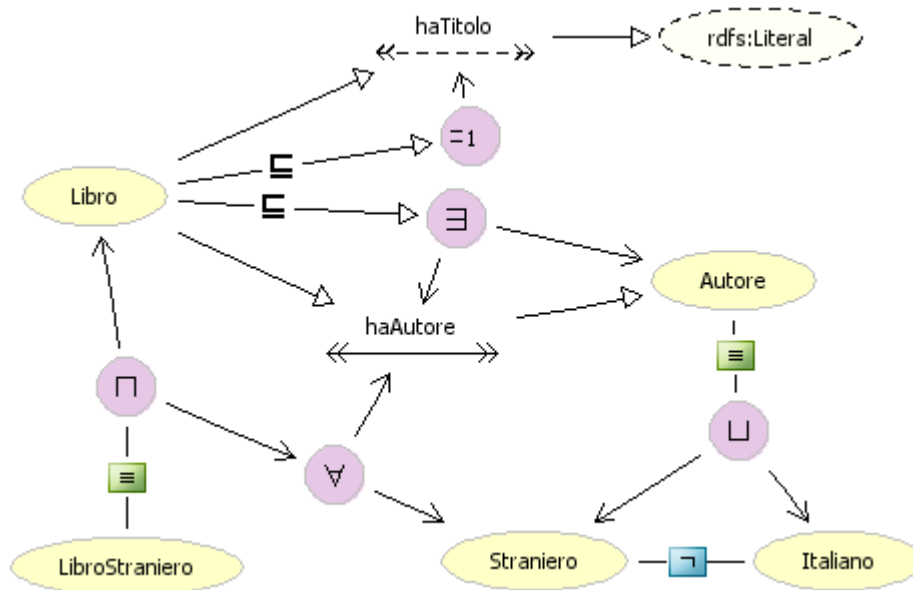 haTitolo
rdfs:Literal
=1
⊑
Libro
⊑
∃
Autore
haAutore
≡
⊓
⊔
∀
≡
LibroStraniero
Straniero
¬
Italiano